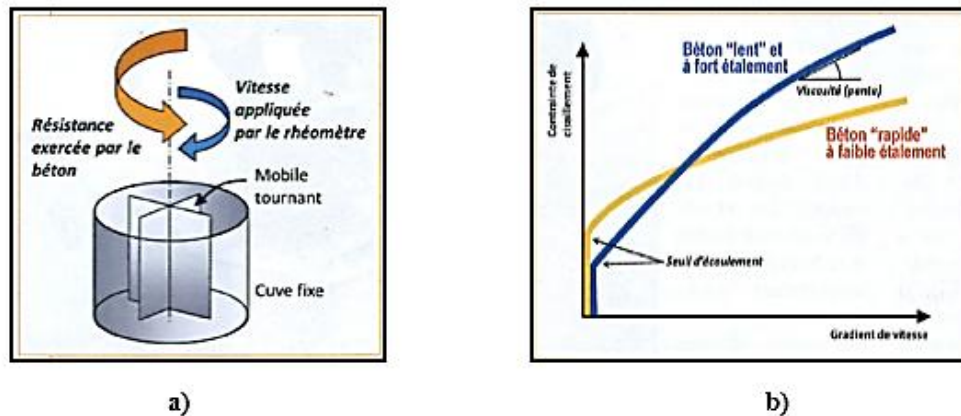 Résistance
exercée par le
béton
Vitesse
appliquée
par le rhéomètre
Mobile
tournant
Cuve fixe
a)
Contrainte de
cisaillement
Béton "lent" et
à fort étalement
Viscosité (pente)
Béton "rapide"
à faible étalement
Seuil d'écoulement
Gradient de vitesse
b)